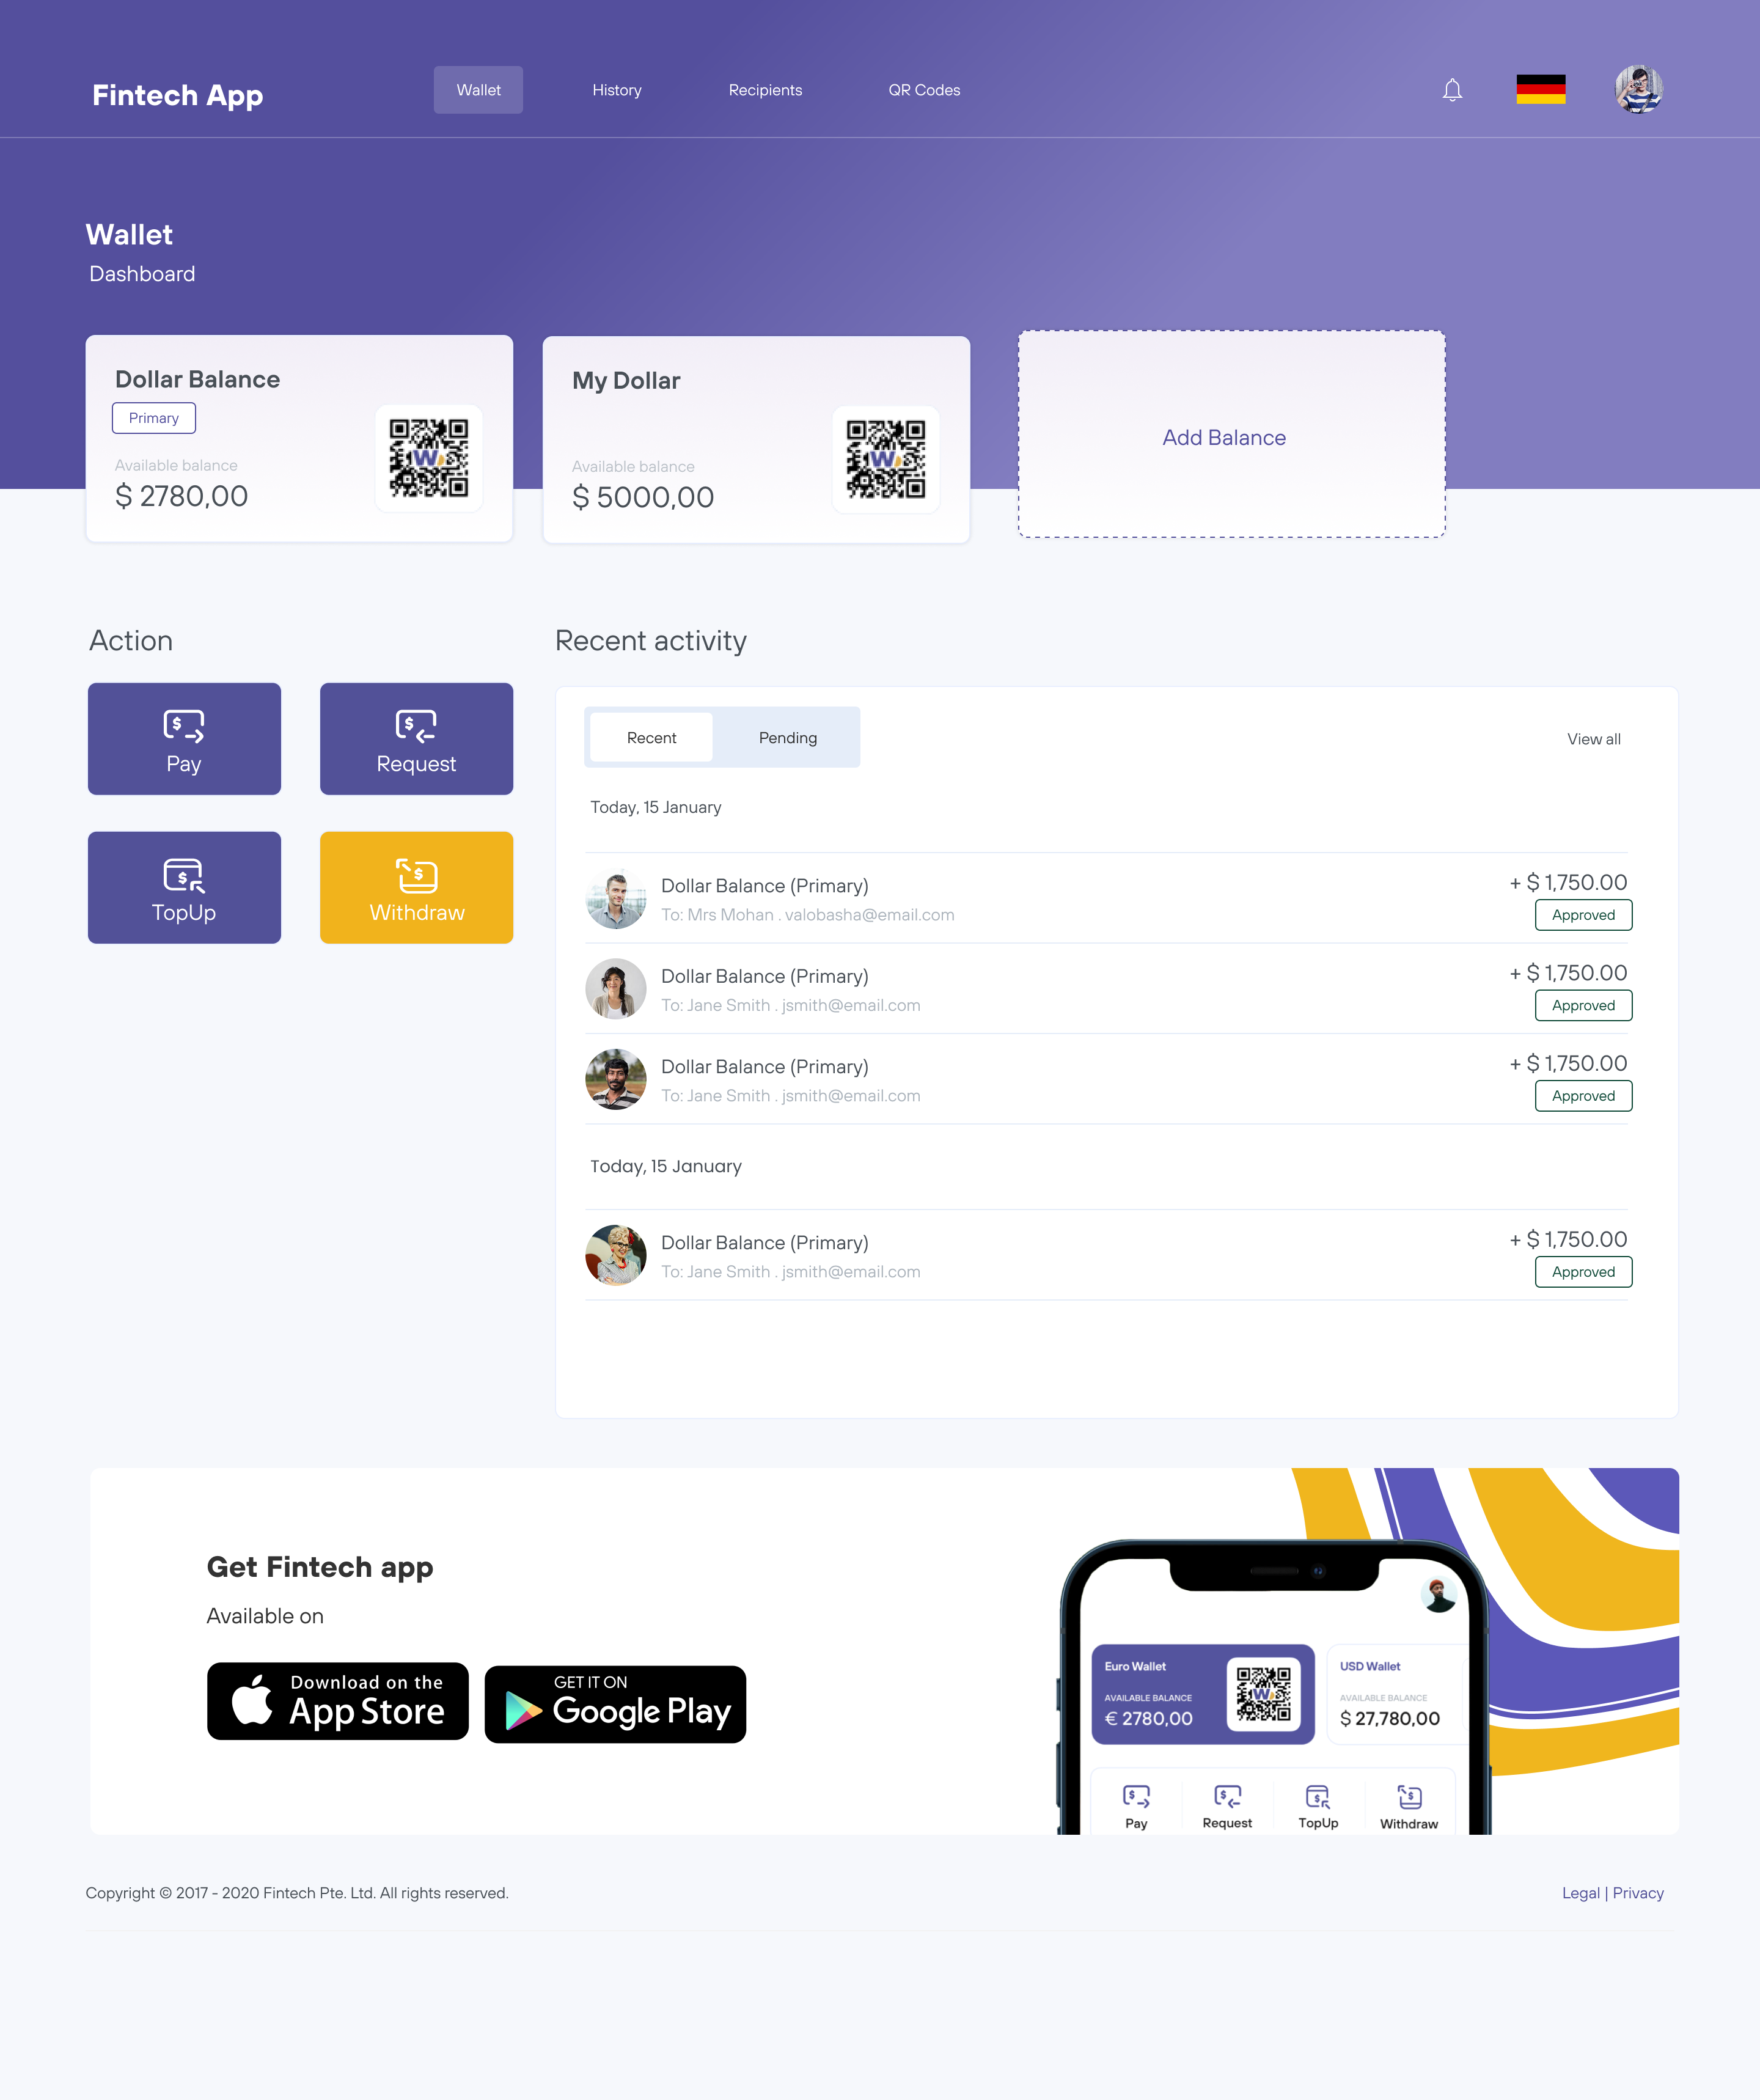 Fintech App
Wallet
History
Recipients
QR Codes
Wallet
Dashboard
Dollar Balance
Primary
Available balance
$ 2780,00
W
My Dollar
Available balance
$ 5000,00
W
Add Balance
Action
$
Pay
$
Request
$
TopUp
$
Withdraw
Recent activity
Recent
Pending
View all
Today, 15 January
Dollar Balance (Primary)
To: Mrs Mohan . valobasha@email.com
+ $ 1,750.00
Approved
Dollar Balance (Primary)
To: Jane Smith . jsmith@email.com
+ $ 1,750.00
Approved
Dollar Balance (Primary)
To: Jane Smith . jsmith@email.com
+ $ 1,750.00
Approved
Today, 15 January
Dollar Balance (Primary)
To: Jane Smith . jsmith@email.com
+ $ 1,750.00
Approved
Get Fintech app
Available on
Download on the
App Store
GET IT ON
Google Play
Euro Wallet
AVAILABLE BALANCE
€ 2780,00
W
USD Wallet
AVAILABLE BALANCE
$ 27,780,00
$
Pay
$
Request
$
TopUp
$
Withdraw
Copyright © 2017 - 2020 Fintech Pte. Ltd. All rights reserved.
Legal | Privacy